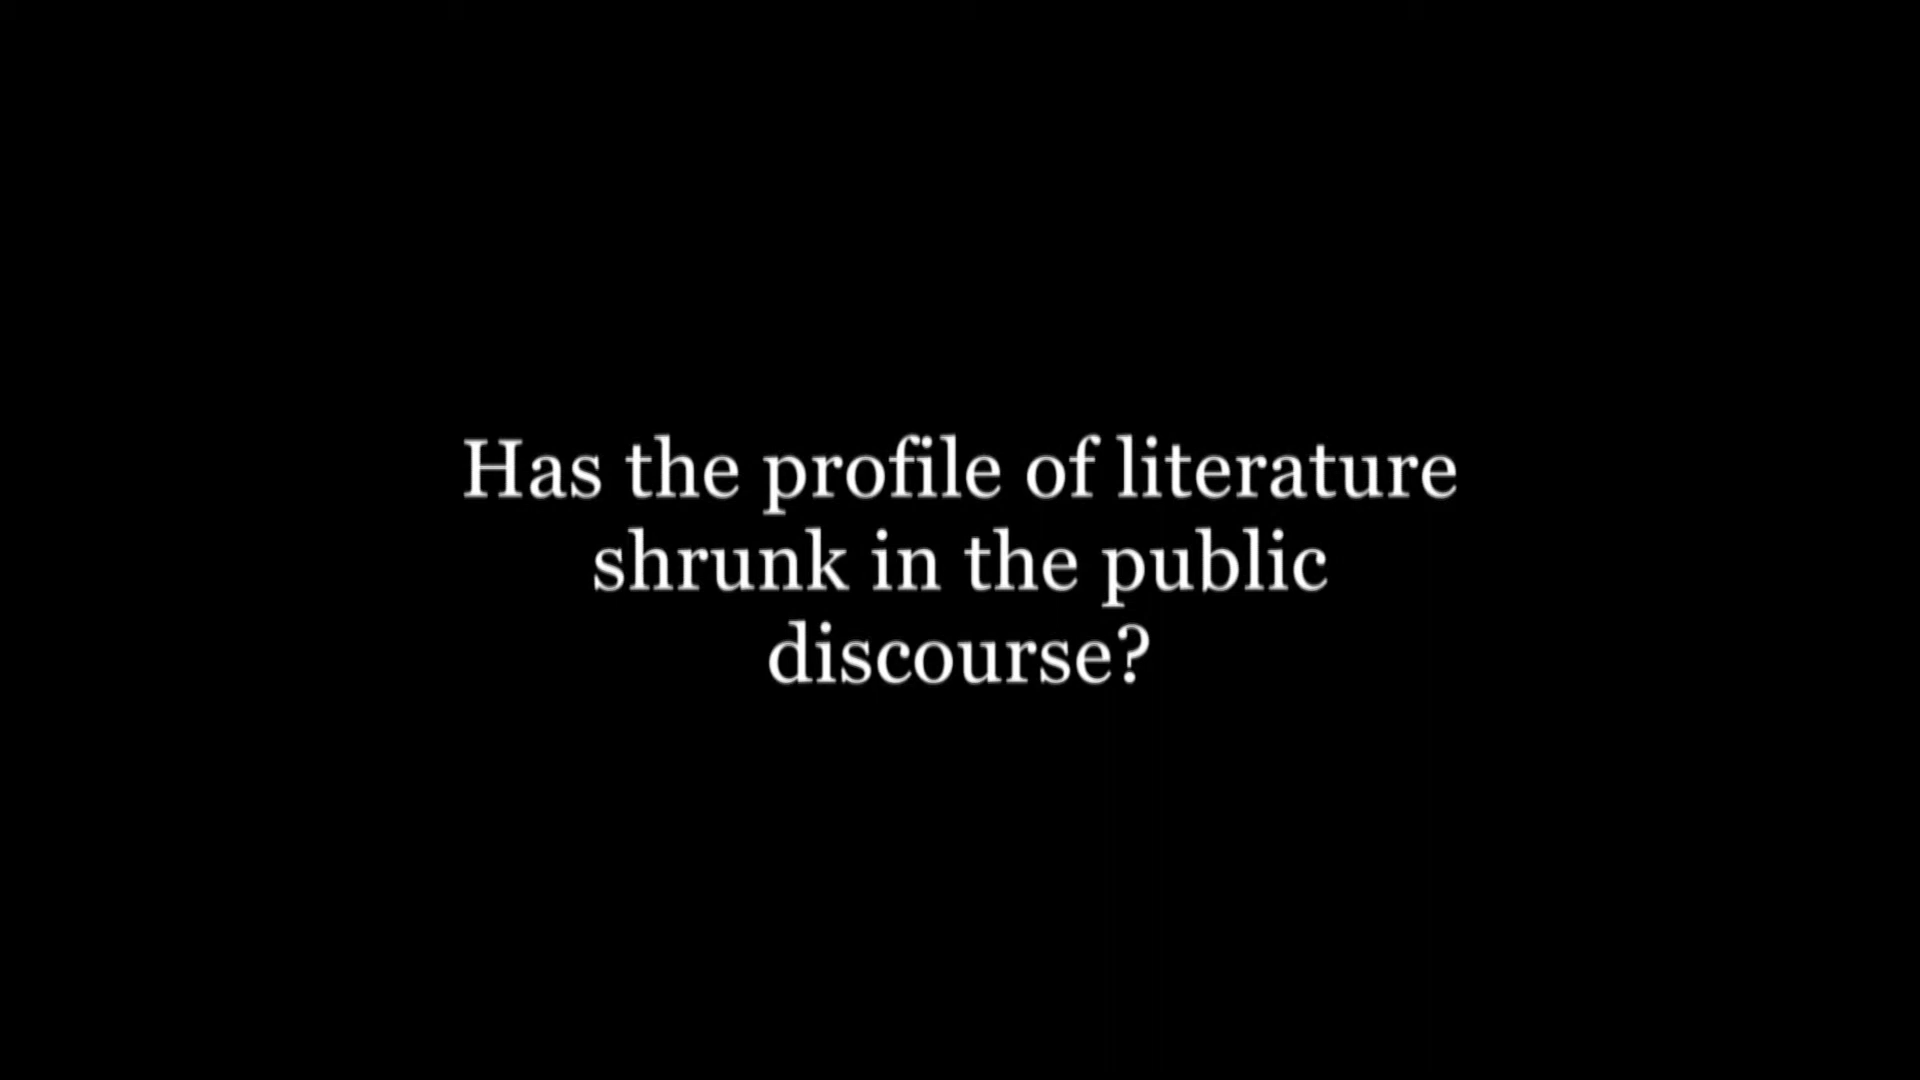 Has the profile of literature
shrunk in the public
discourse?